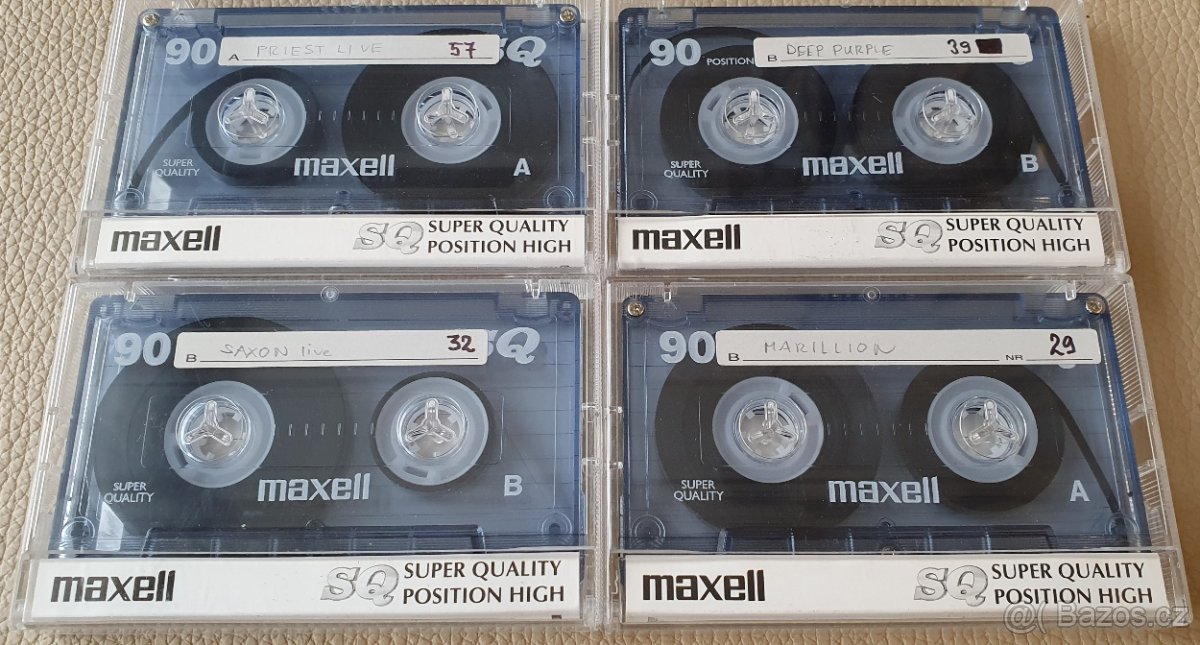 90 A PRIEST LIVE 57 SQ
SUPER
QUALITY
maxell A
maxell SQ SUPER QUALITY
POSITION HIGH
90 POSITION B DEEP PURPLE 39
SUPER
QUALITY
maxell B
maxell SQ SUPER QUALITY
POSITION HIGH
90 B SAXON live 32 SQ
SUPER
QUALITY
maxell B
maxell SQ SUPER QUALITY
POSITION HIGH
90 B MARILLION NR 29
SUPER
QUALITY
maxell A
maxell SQ SUPER QUALITY
POSITION HIGH
@( Bazos.cz